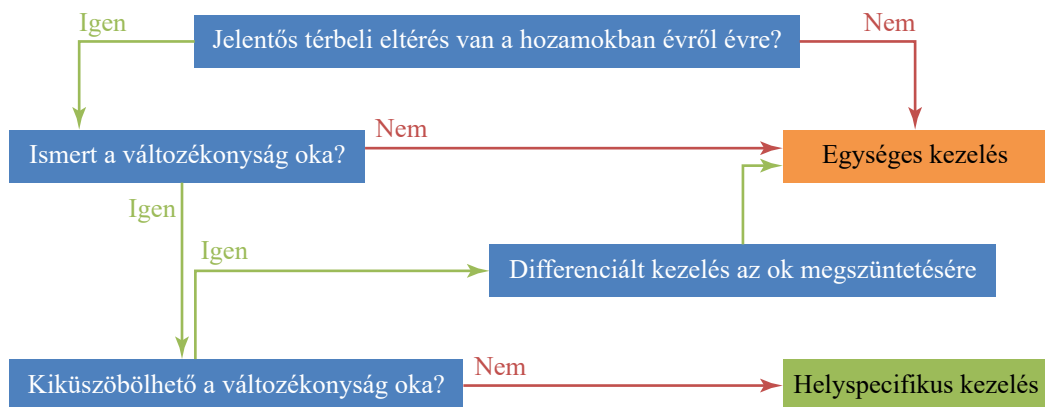 Igen
Jelentős térbeli eltérés van a hozamokban évről évre?
Nem
Ismert a változékonyság oka?
Nem
Egységes kezelés
Igen
Igen
Differenciált kezelés az ok megszüntetésére
Kiküszöbölhető a változékonyság oka?
Nem
Helyspecifikus kezelés